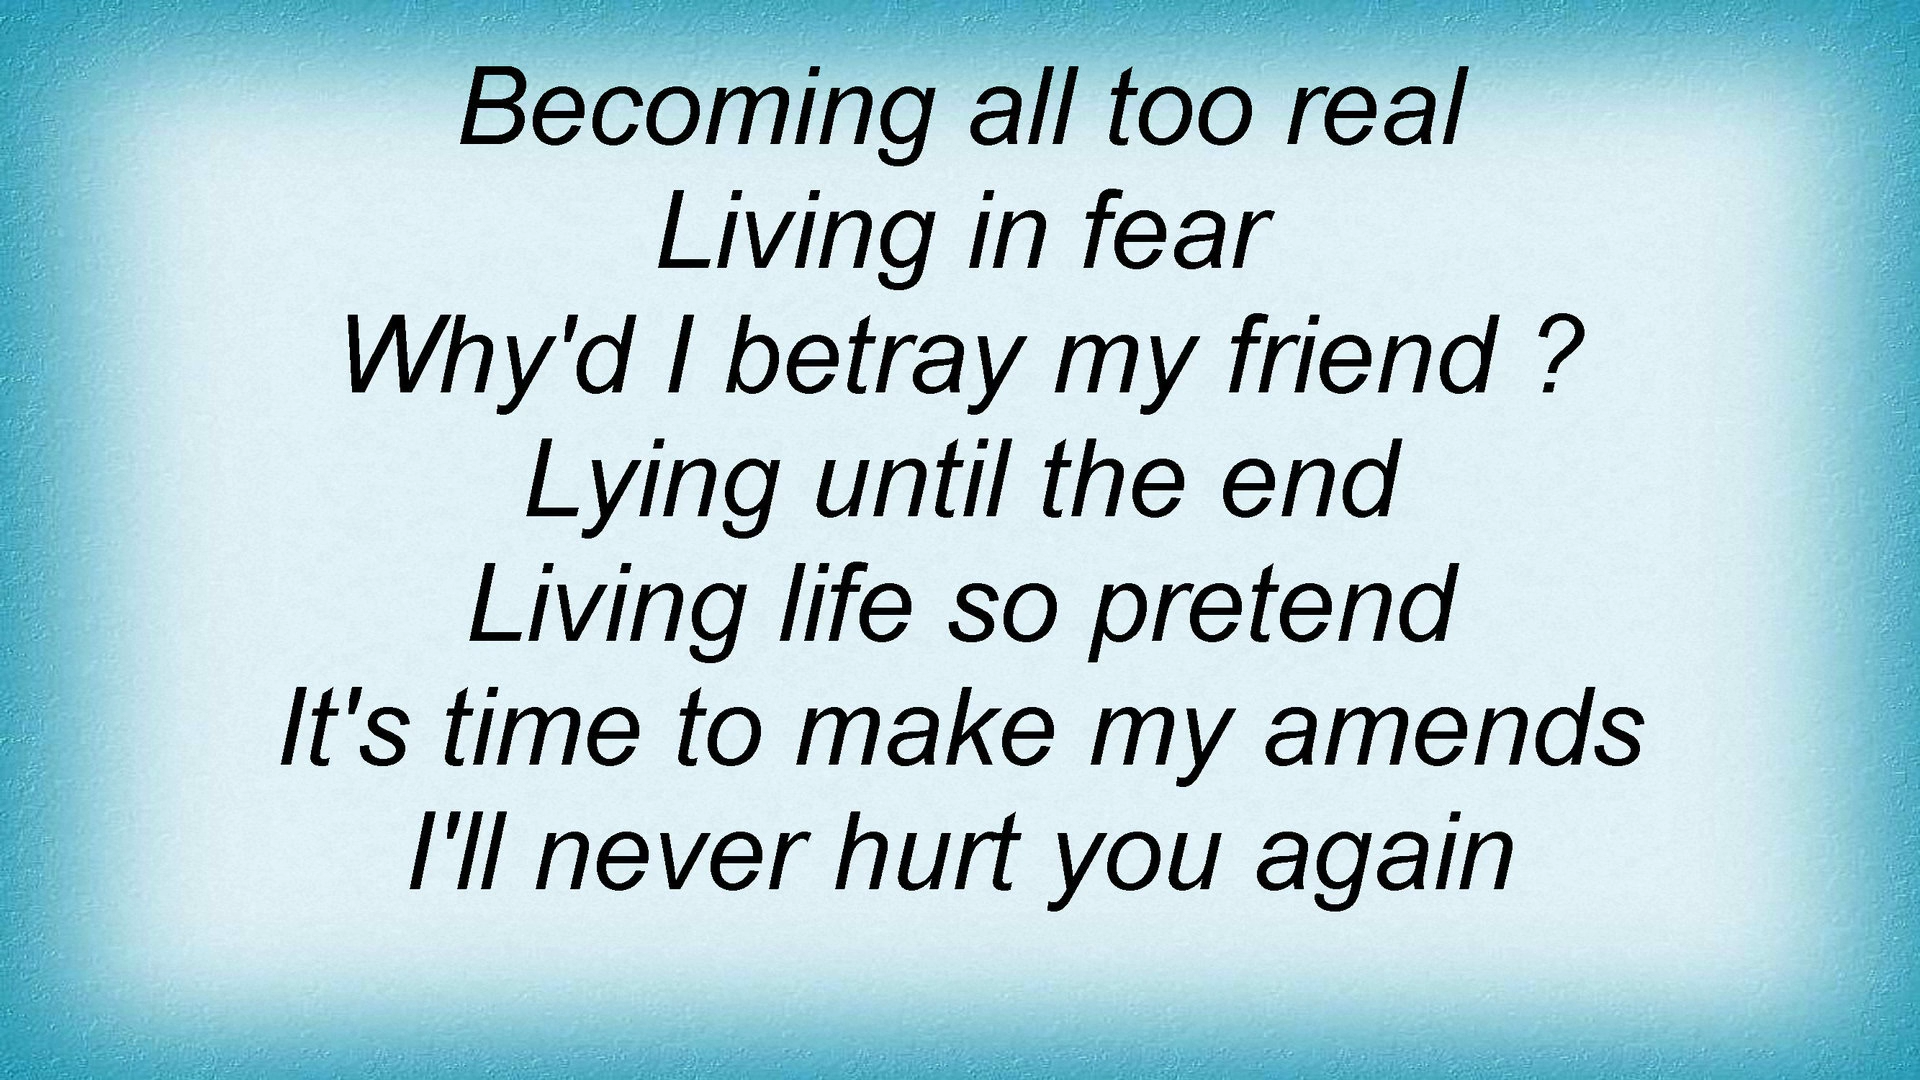 Becoming all too real
Living in fear
Why'd I betray my friend ?
Lying until the end
Living life so pretend
It's time to make my amends
I'll never hurt you again